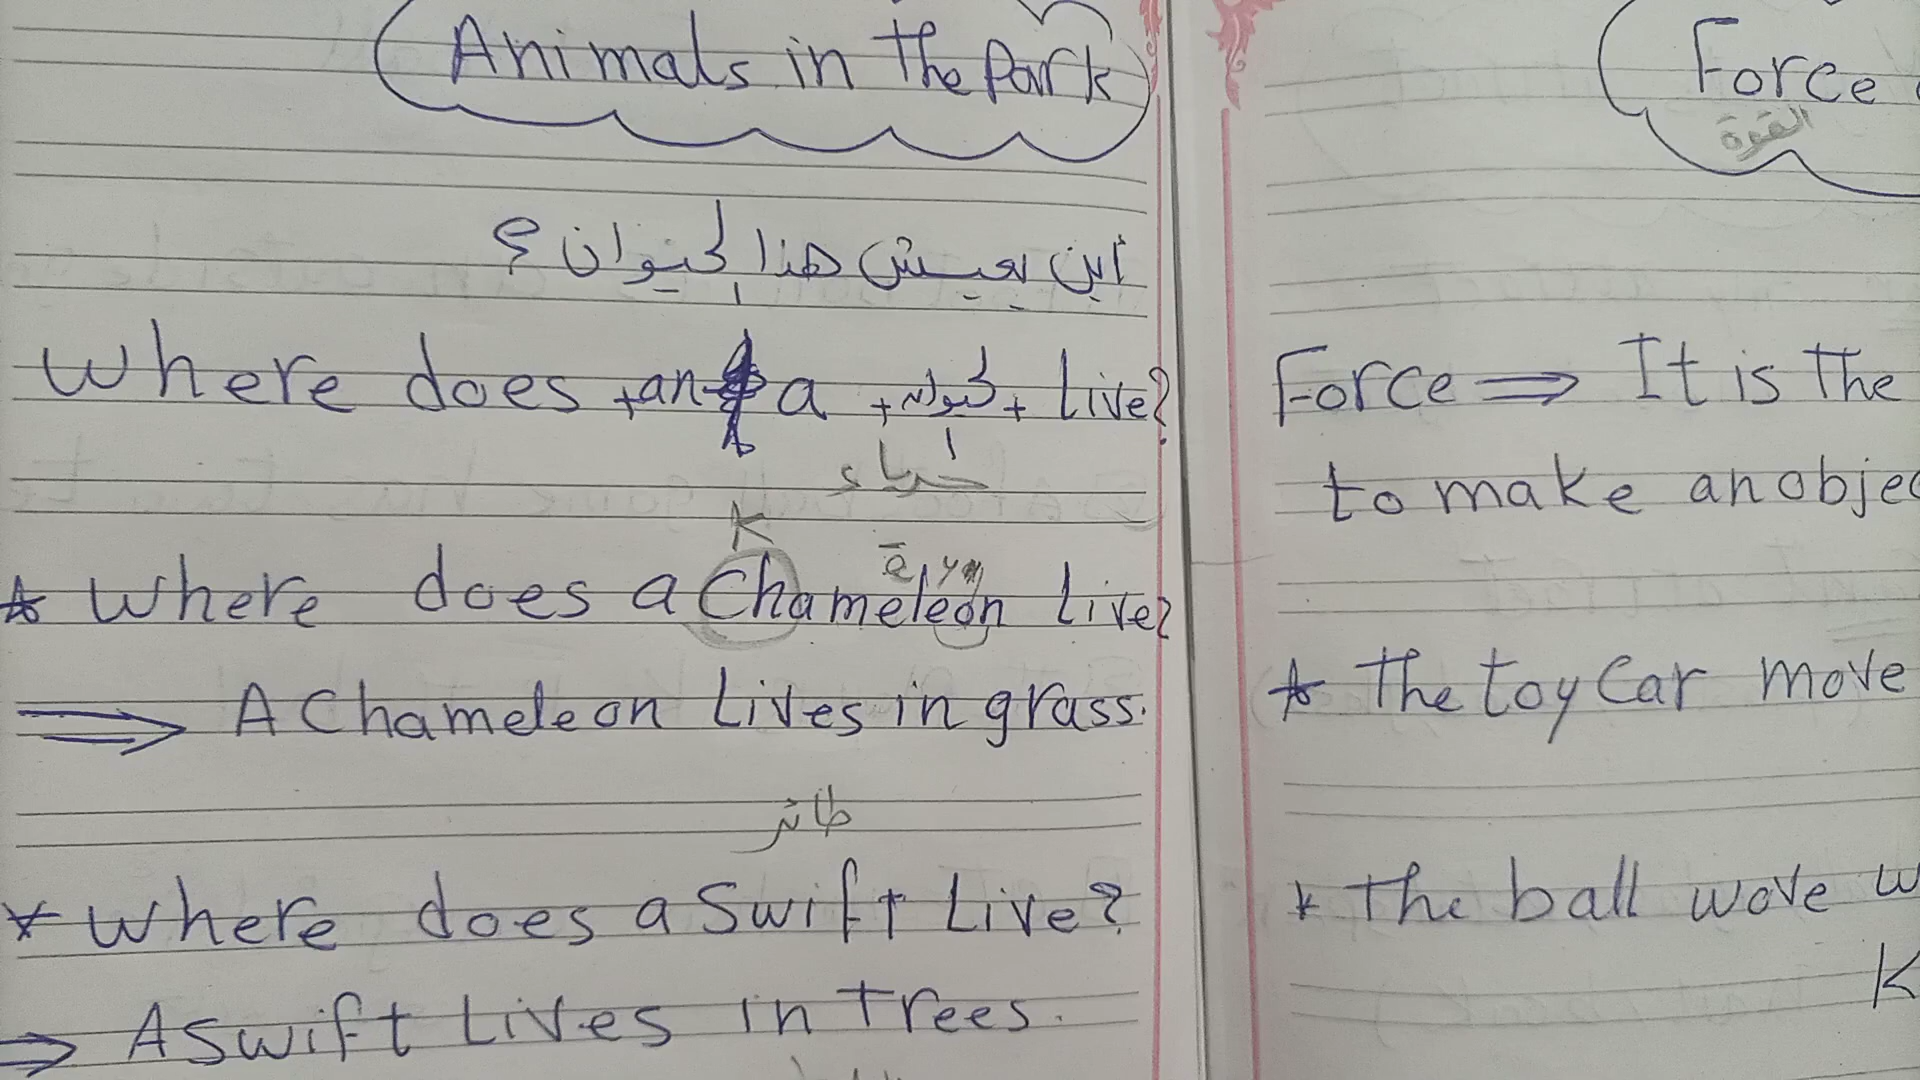 Animals in the Park
أين يعيش هذا الحيوان؟
Where does + an a + حيوان + Live?
حرباء
K
ē y
Where does a Chameleon Live?
A Chameleon Lives in grass.
طائر
Where does a Swift Live?
A Swift Lives in Trees.
Force
القوة
Force ⇒ It is The
to make an objec
The toy Car move
The ball wove w
K